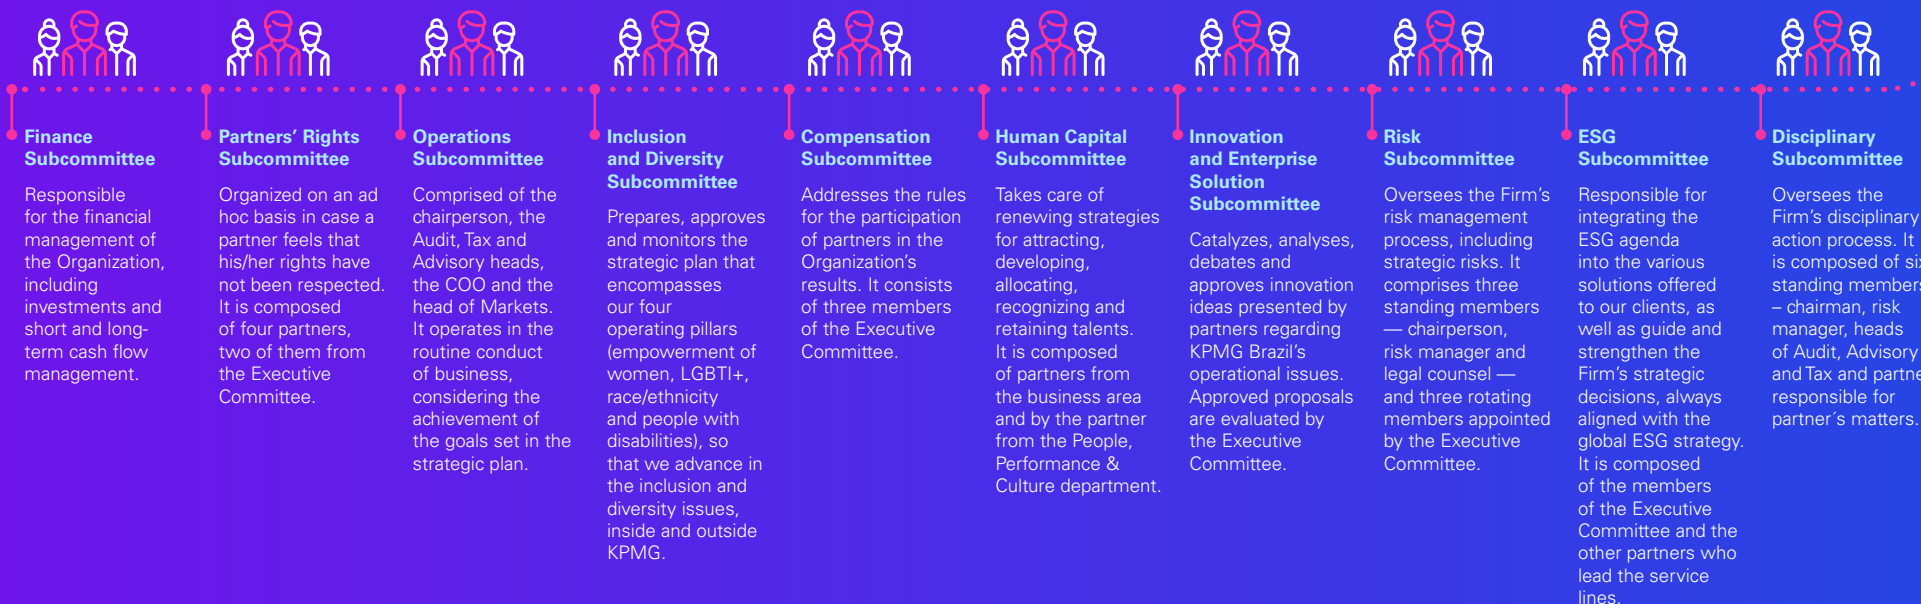 Finance
Subcommittee
Responsible
for the financial
management of
the Organization,
including
investments and
short and long-
term cash flow
management.
Partners’ Rights
Subcommittee
Organized on an ad
hoc basis in case a
partner feels that
his/her rights have
not been respected.
It is composed
of four partners,
two of them from
the Executive
Committee.
Operations
Subcommittee
Comprised of the
chairperson, the
Audit, Tax and
Advisory heads,
the COO and the
head of Markets.
It operates in the
routine conduct
of business,
considering the
achievement of
the goals set in the
strategic plan.
Inclusion
and Diversity
Subcommittee
Prepares, approves
and monitors the
strategic plan that
encompasses
our four
operating pillars
(empowerment of
women, LGBTI+,
race/ethnicity
and people with
disabilities), so
that we advance in
the inclusion and
diversity issues,
inside and outside
KPMG.
Compensation
Subcommittee
Addresses the rules
for the participation
of partners in the
Organization’s
results. It consists
of three members
of the Executive
Committee.
Human Capital
Subcommittee
Takes care of
renewing strategies
for attracting,
developing,
allocating,
recognizing and
retaining talents.
It is composed
of partners from
the business area
and by the partner
from the People,
Performance &
Culture department.
Innovation
and Enterprise
Solution
Subcommittee
Catalyzes, analyses,
debates and
approves innovation
ideas presented by
partners regarding
KPMG Brazil’s
operational issues.
Approved proposals
are evaluated by
the Executive
Committee.
Risk
Subcommittee
Oversees the Firm’s
risk management
process, including
strategic risks. It
comprises three
standing members
— chairperson,
risk manager and
legal counsel —
and three rotating
members appointed
by the Executive
Committee.
ESG
Subcommittee
Responsible for
integrating the
ESG agenda
into the various
solutions offered
to our clients, as
well as guide and
strengthen the
Firm’s strategic
decisions, always
aligned with the
global ESG strategy.
It is composed
of the members
of the Executive
Committee and the
other partners who
lead the service
lines.
Disciplinary
Subcommittee
Oversees the
Firm’s disciplinary
action process. It
is composed of
standing
– chairman, risk
manager, heads
of Audit, Advisory
and Tax and
responsible for
partner´s matters.